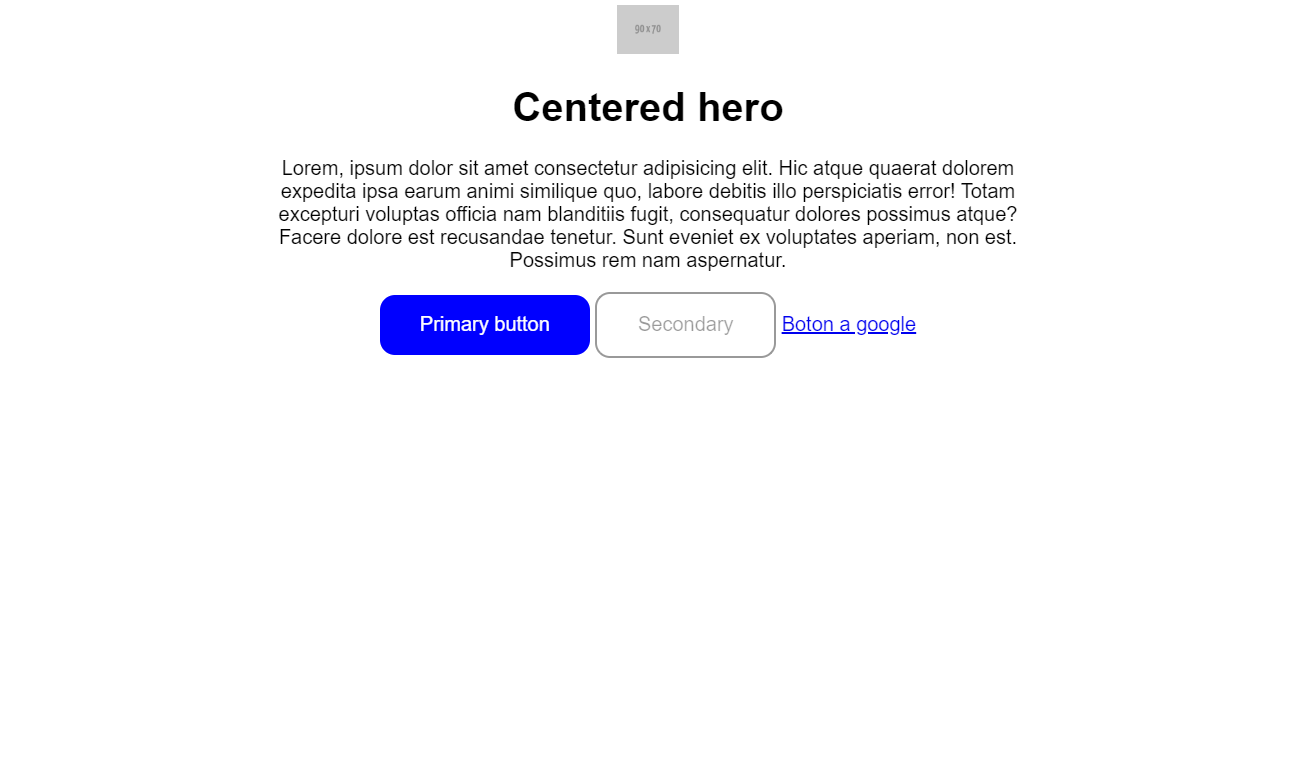 90x70
Centered hero
Lorem, ipsum dolor sit amet consectetur adipisicing elit. Hic atque quaerat dolorem
expedita ipsa earum animi similique quo, labore debitis illo perspiciatis error! Totam
excepturi voluptas officia nam blanditiis fugit, consequatur dolores possimus atque?
Facere dolore est recusandae tenetur. Sunt eveniet ex voluptates aperiam, non est.
Possimus rem nam aspernatur.
Primary button Secondary Boton a google